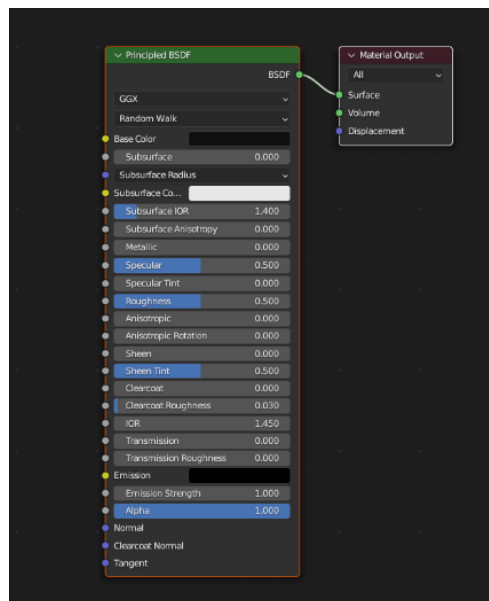 Principled BSDF
BSDF
GGX
Random Walk
Base Color
Subsurface 0.000
Subsurface Radius
Subsurface Co...
Subsurface IOR 1.400
Subsurface Anisotropy 0.000
Metallic 0.000
Specular 0.500
Specular Tint 0.000
Roughness 0.500
Anisotropic 0.000
Anisotropic Rotation 0.000
Sheen 0.000
Sheen Tint 0.500
Clearcoat 0.000
Clearcoat Roughness 0.030
IOR 1.450
Transmission 0.000
Transmission Roughness 0.000
Emission
Emission Strength 1.000
Alpha 1.000
Normal
Clearcoat Normal
Tangent
Material Output
All
Surface
Volume
Displacement